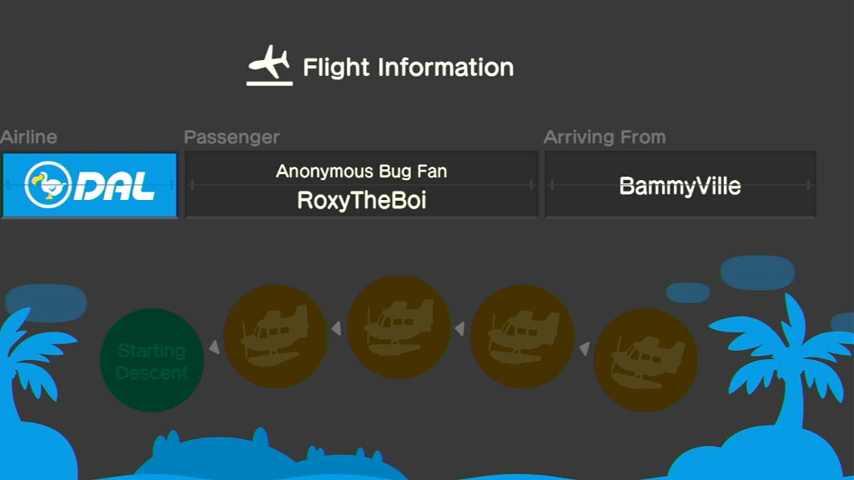 Flight Information
Airline
Passenger
Arriving From
DAL
Anonymous Bug Fan
RoxyTheBoi
BammyVille
Starting
Descent